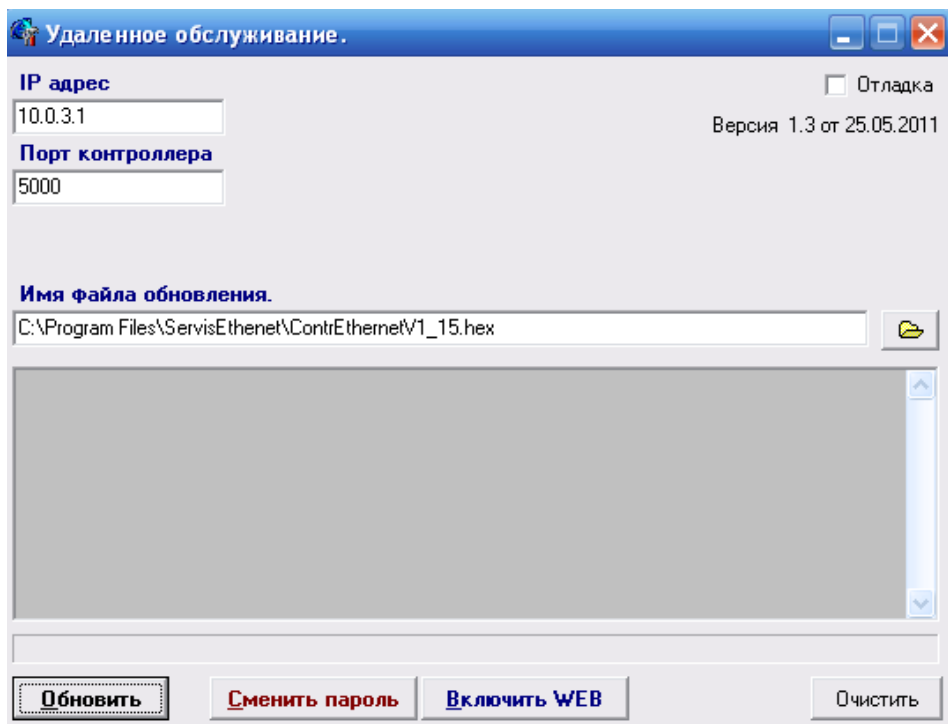 Удаленное обслуживание.
IP адрес
Отладка
10.0.3.1
Версия 1.3 от 25.05.2011
Порт контроллера
5000
Имя файла обновления.
C:\Program Files\ServisEthenet\ContrEthernetV1_15.hex
Обновить
Сменить пароль
Включить WEB
Очистить